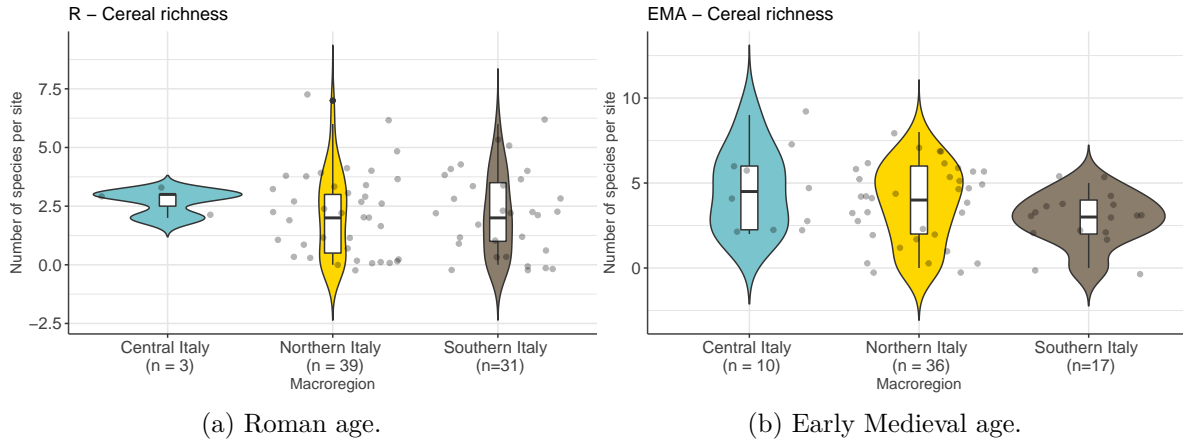 R − Cereal richness
Number of species per site
7.5
5.0
2.5
0.0
−2.5
Central Italy
(n = 3)
Northern Italy
(n = 39)
Southern Italy
(n=31)
Macroregion
(a) Roman age.
EMA − Cereal richness
Number of species per site
10
5
0
Central Italy
(n = 10)
Northern Italy
(n = 36)
Southern Italy
(n=17)
Macroregion
(b) Early Medieval age.